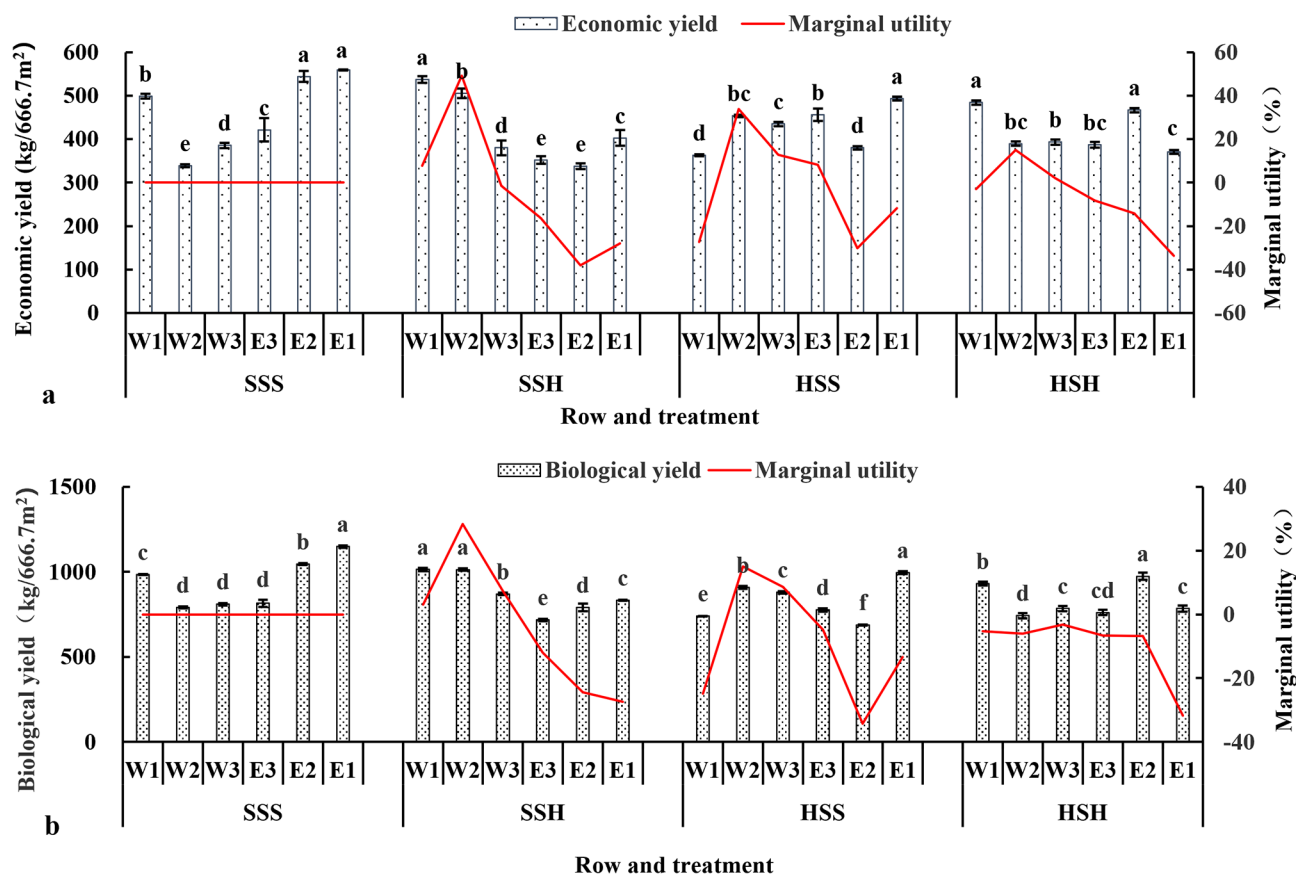 Economic yield Marginal utility
Economic yield (kg/666.7m²)
600
500
400
300
200
100
0
b e d c a a
a b d e e c
d bc c b d a
a bc b bc a c
60
40
20
0
-20
-40
-60
Marginal utility（%）
W1 W2 W3 E3 E2 E1 W1 W2 W3 E3 E2 E1 W1 W2 W3 E3 E2 E1 W1 W2 W3 E3 E2 E1
SSS SSH HSS HSH
a
Row and treatment
Biological yield Marginal utility
Biological yield（kg/666.7m²）
1500
1000
500
0
c d d d b a
a a b e d c
e b c d f a
b d c cd a c
40
20
0
-20
-40
Marginal utility（%）
W1 W2 W3 E3 E2 E1 W1 W2 W3 E3 E2 E1 W1 W2 W3 E3 E2 E1 W1 W2 W3 E3 E2 E1
SSS SSH HSS HSH
b
Row and treatment